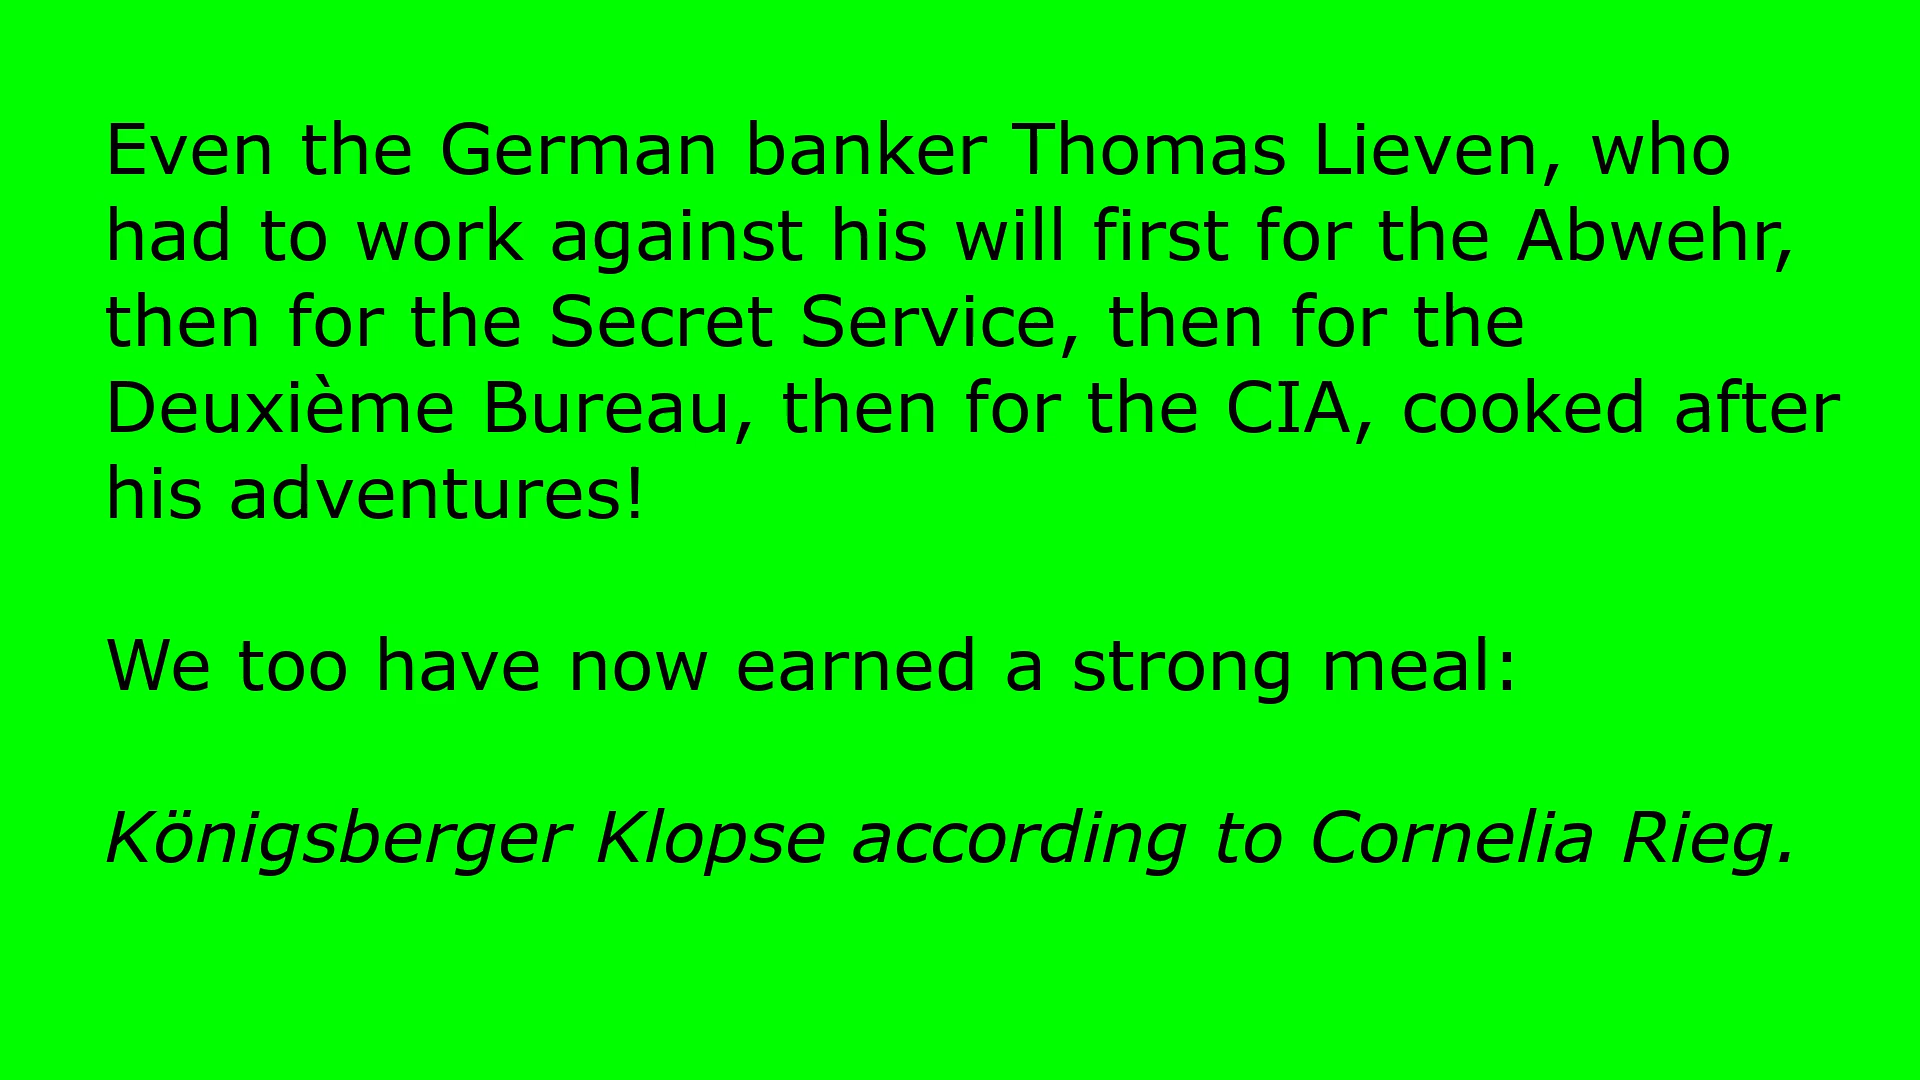 Even the German banker Thomas Lieven, who
had to work against his will first for the Abwehr,
then for the Secret Service, then for the
Deuxième Bureau, then for the CIA, cooked after
his adventures!
We too have now earned a strong meal:
Königsberger Klopse according to Cornelia Rieg.